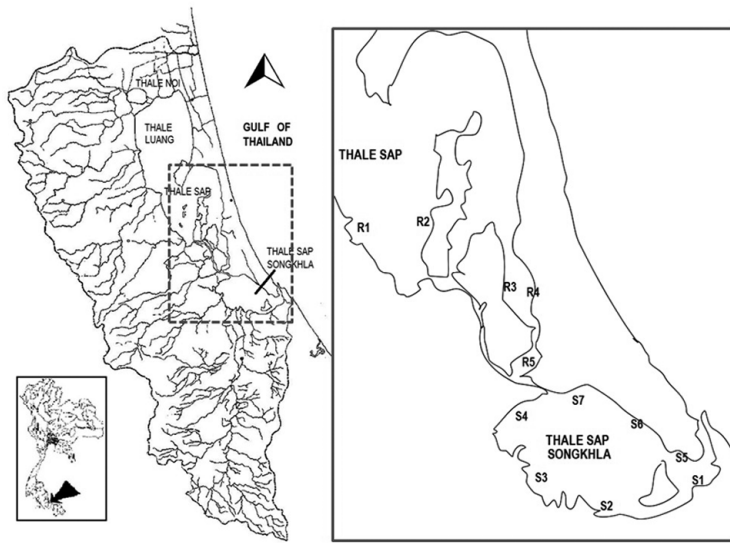 THALE NOI
THALE
LUANG
GULF OF
THAILAND
THALE SAP
THALE SAP
SONGKHLA
THALE SAP
R1
R2
R3
R4
R5
S7
S4
S6
THALE SAP
SONGKHLA
S5
S3
S1
S2